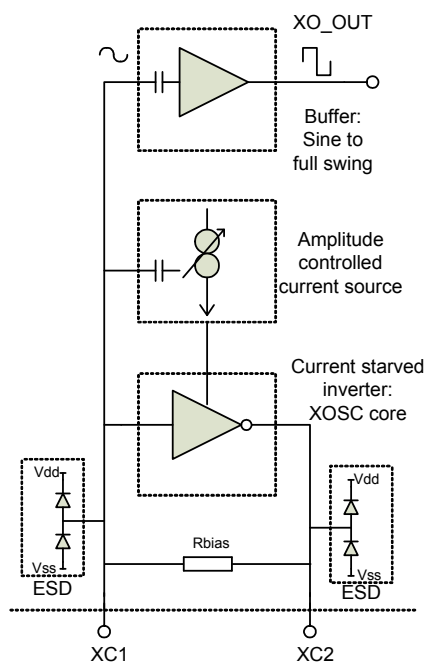 XO_OUT
Buffer:
Sine to
full swing
Amplitude
controlled
current source
Current starved
inverter:
XOSC core
Vdd
Vss
ESD
Rbias
Vdd
Vss
ESD
XC1
XC2